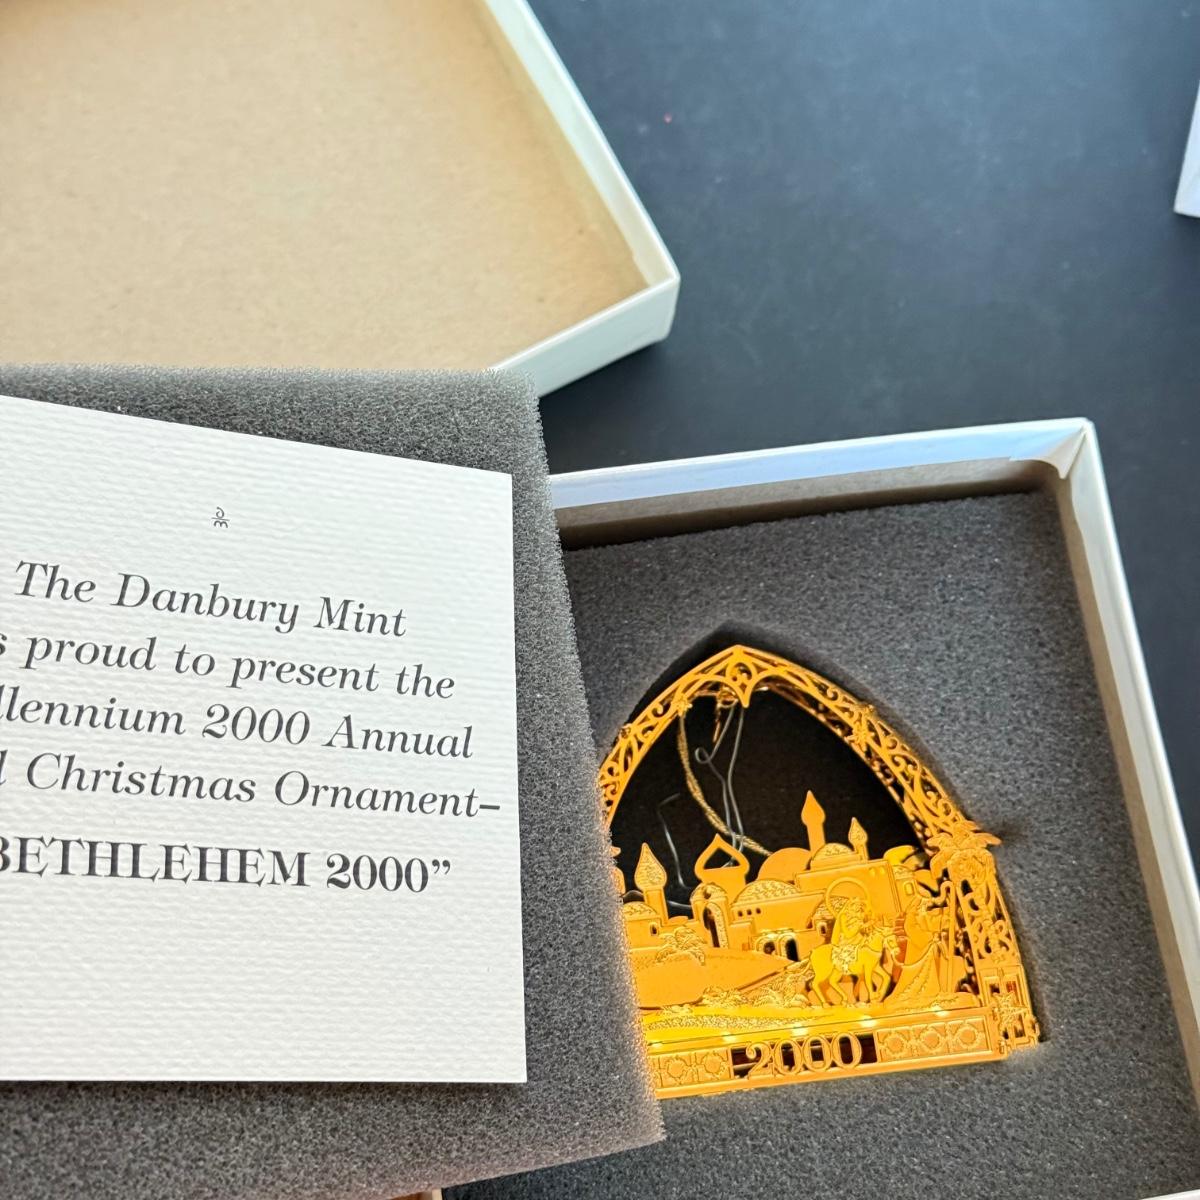 The Danbury Mint
s proud to present the
llennium 2000 Annual
l Christmas Ornament–
BETHLEHEM 2000”
2000